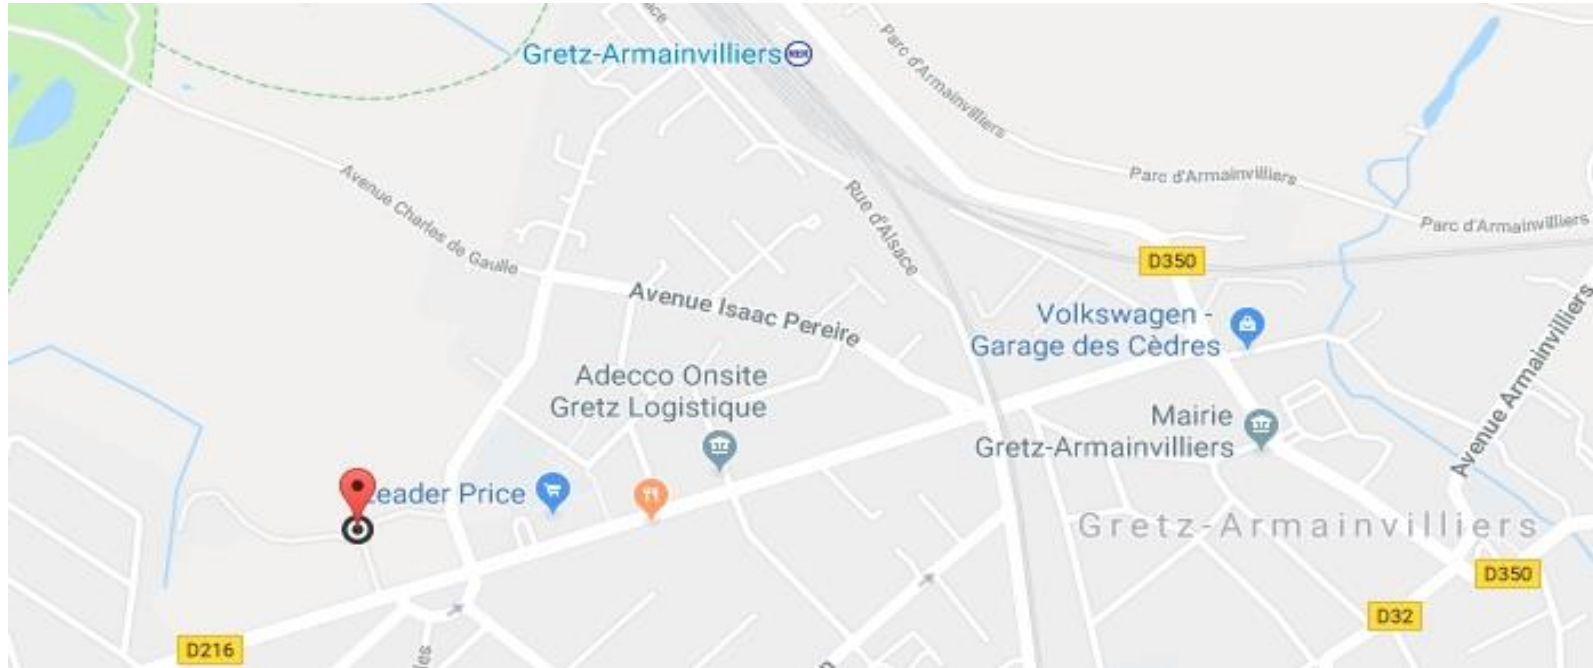 Gretz-Armainvilliers
RER
Parc d'Armainvilliers
Parc d'Armainvilliers
Parc d'Armainvilliers
Avenue Charles de Gaulle
Rue d'Alsace
D350
Avenue Isaac Pereire
Volkswagen -
Garage des Cèdres
Avenue Armainvilliers
Adecco Onsite
Gretz Logistique
Mairie
Gretz-Armainvilliers
Leader Price
Gretz-Armainvilliers
D350
D32
D216